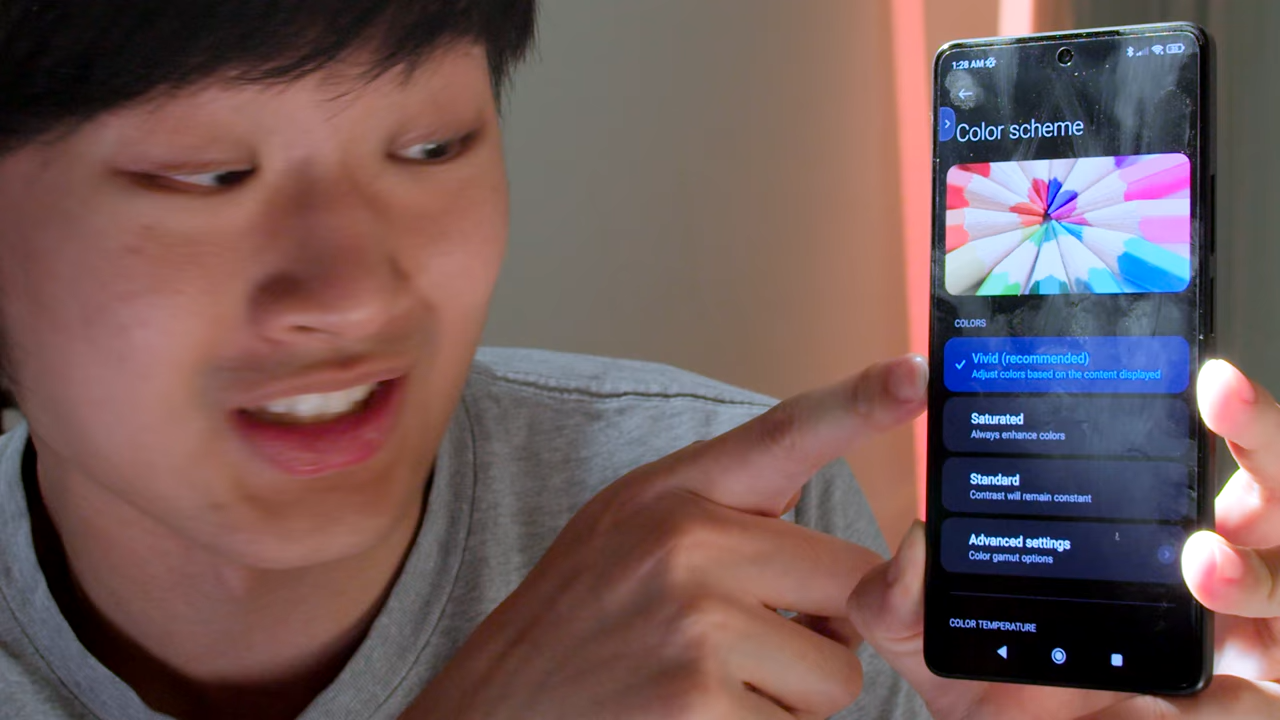 1:28 AM
Color scheme
COLORS
Vivid (recommended)
Adjust colors based on the content displayed
Saturated
Always enhance colors
Standard
Contrast will remain constant
Advanced settings
Color gamut options
COLOR TEMPERATURE